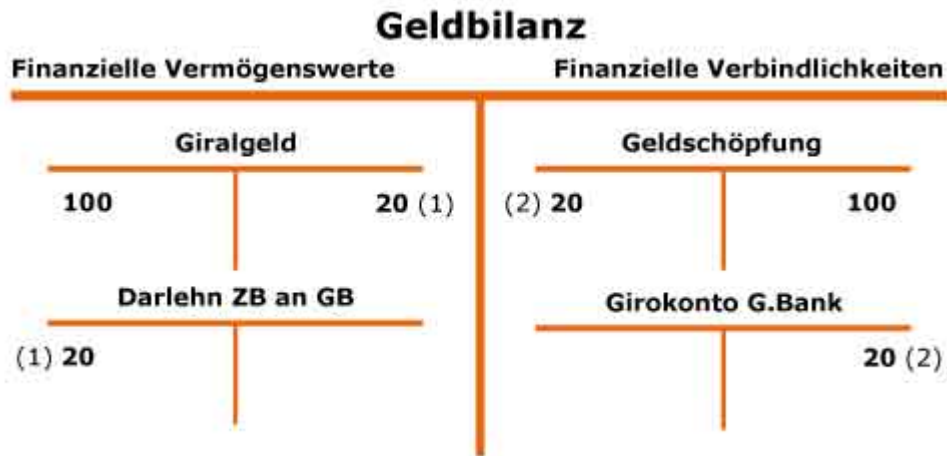 Geldbilanz
Finanzielle Vermögenswerte Finanzielle Verbindlichkeiten
Giralgeld Geldschöpfung
100 20 (1) (2) 20 100
Darlehn ZB an GB Girokonto G.Bank
(1) 20 20 (2)